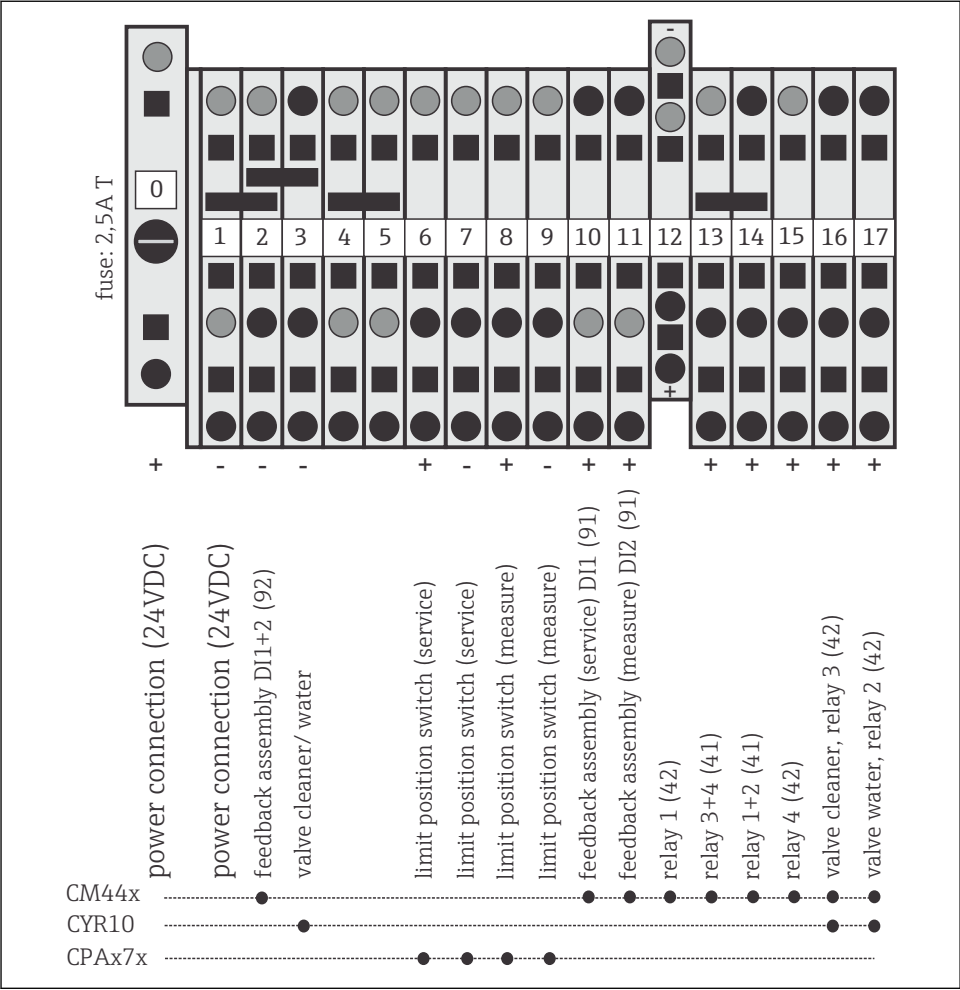 -
fuse: 2,5A T
0
1 2 3 4 5 6 7 8 9 10 11 12 13 14 15 16 17
+
+ - - - + - + - + + + + + + +
power connection (24VDC)
power connection (24VDC)
feedback assembly DI1+2 (92)
valve cleaner/ water
limit position switch (service)
limit position switch (service)
limit position switch (measure)
limit position switch (measure)
feedback assembly (service) DI1 (91)
feedback assembly (measure) DI2 (91)
relay 1 (42)
relay 3+4 (41)
relay 1+2 (41)
relay 4 (42)
valve cleaner, relay 3 (42)
valve water, relay 2 (42)
CM44x
CYR10
CPAx7x